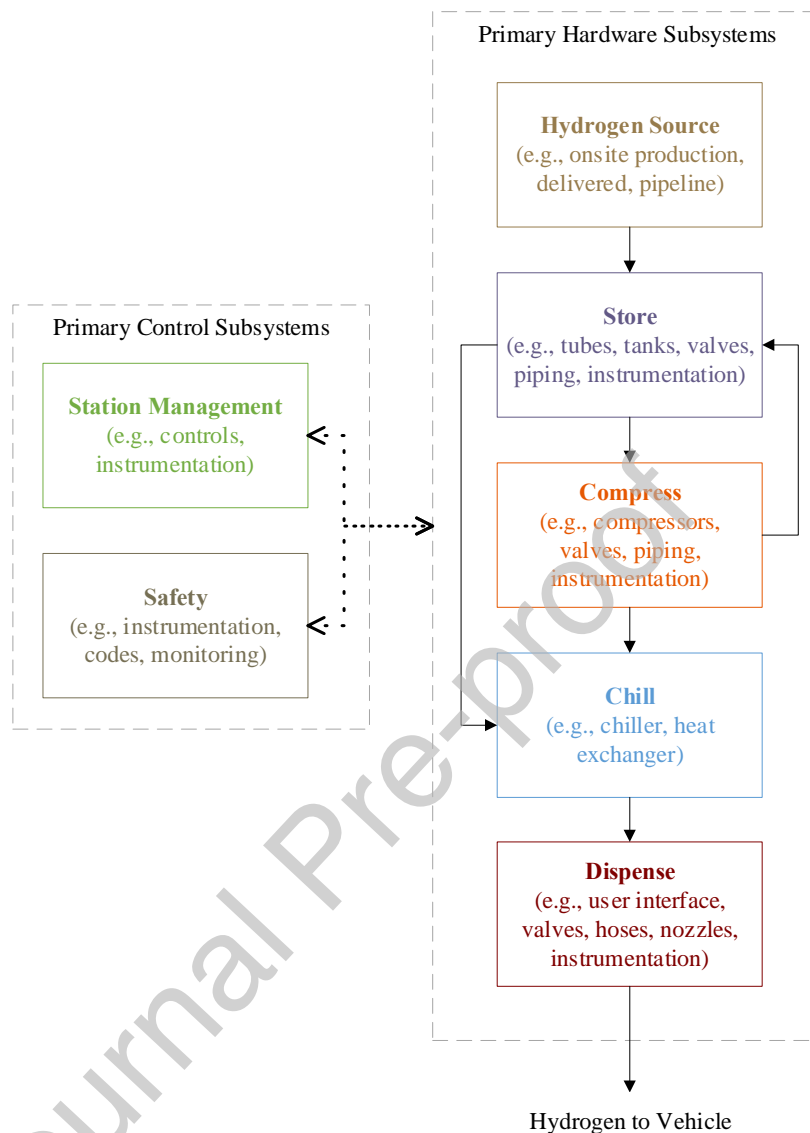 Primary Hardware Subsystems
Hydrogen Source
(e.g., onsite production,
delivered, pipeline)
Store
(e.g., tubes, tanks, valves,
piping, instrumentation)
Compress
(e.g., compressors,
valves, piping,
instrumentation)
Chill
(e.g., chiller, heat
exchanger)
Dispense
(e.g., user interface,
valves, hoses, nozzles,
instrumentation)
Hydrogen to Vehicle
Primary Control Subsystems
Station Management
(e.g., controls,
instrumentation)
Safety
(e.g., instrumentation,
codes, monitoring)
ournal Pre-proof